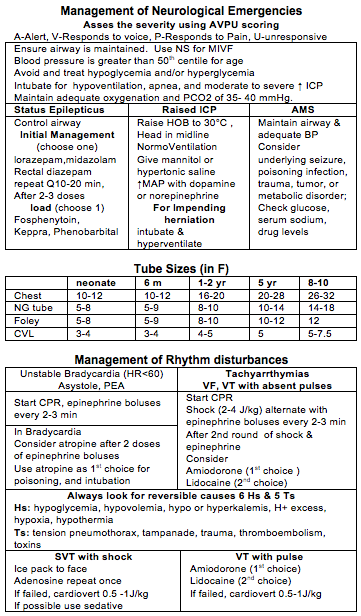 Management of Neurological Emergencies
Asses the severity using AVPU scoring
A-Alert, V-Responds to voice, P-Responds to Pain, U-unresponsive
Ensure airway is maintained. Use NS for MIVF
Blood pressure is greater than 50th centile for age
Avoid and treat hypoglycemia and/or hyperglycemia
Intubate for hypoventilation, apnea, and moderate to severe ↑ ICP
Maintain adequate oxygenation and PCO2 of 35- 40 mmHg.
Status Epilepticus
Control airway
Initial Management
(choose one)
lorazepam,midazolam
Rectal diazepam
repeat Q10-20 min,
After 2-3 doses
load (choose 1)
Fosphenytoin,
Keppra, Phenobarbital
Raised ICP
Raise HOB to 30°C ,
Head in midline
NormoVentilation
Give mannitol or
hypertonic saline
↑MAP with dopamine
or norepinephrine
For Impending
herniation
intubate &
hyperventilate
AMS
Maintain airway &
adequate BP
Consider
underlying seizure,
poisoning infection,
trauma, tumor, or
metabolic disorder;
Check glucose,
serum sodium,
drug levels
Tube Sizes (in F)
neonate 6 m 1-2 yr 5 yr 8-10
Chest 10-12 10-12 16-20 20-28 26-32
NG tube 5-8 5-9 8-10 10-14 14-18
Foley 5-8 5-9 8-10 10-12 12
CVL 3-4 3-4 4-5 5 5-7.5
Management of Rhythm disturbances
Unstable Bradycardia (HR<60)
Asystole, PEA
Start CPR, epinephrine boluses
every 2-3 min
In Bradycardia
Consider atropine after 2 doses
of epinephrine boluses
Use atropine as 1st choice for
poisoning, and intubation
Tachyarrythmias
VF, VT with absent pulses
Start CPR
Shock (2-4 J/kg) alternate with
epinephrine boluses every 2-3 min
After 2nd round of shock &
epinephrine
Consider
Amiodorone (1st choice )
Lidocaine (2nd choice)
Always look for reversible causes 6 Hs & 5 Ts
Hs: hypoglycemia, hypovolemia, hypo or hyperkalemis, H+ excess,
hypoxia, hypothermia
Ts: tension pneumothorax, tampanade, trauma, thromboembolism,
toxins
SVT with shock
Ice pack to face
Adenosine repeat once
If failed, cardiovert 0.5 -1J/kg
If possible use sedative
VT with pulse
Amiodorone (1st choice)
Lidocaine (2nd choice)
If failed, cardiovert 0.5-1J/kg